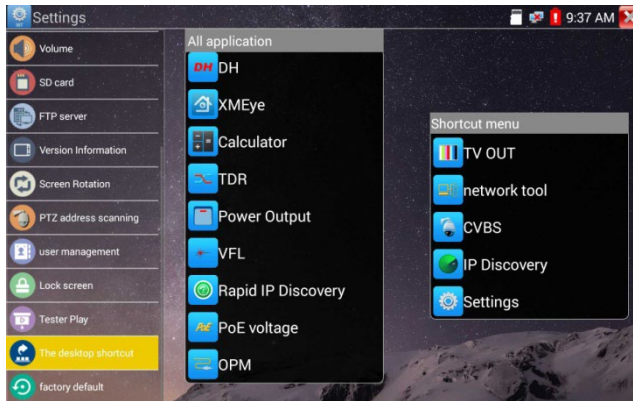 Settings
9:37 AM
Volume
SD card
FTP server
Version Information
Screen Rotation
PTZ address scanning
user management
Lock screen
Tester Play
The desktop shortcut
factory default
All application
DH DH
XMEye
Calculator
TDR
Power Output
VFL
Rapid IP Discovery
PoE PoE voltage
OPM
Shortcut menu
TV OUT
network tool
CVBS
IP Discovery
Settings